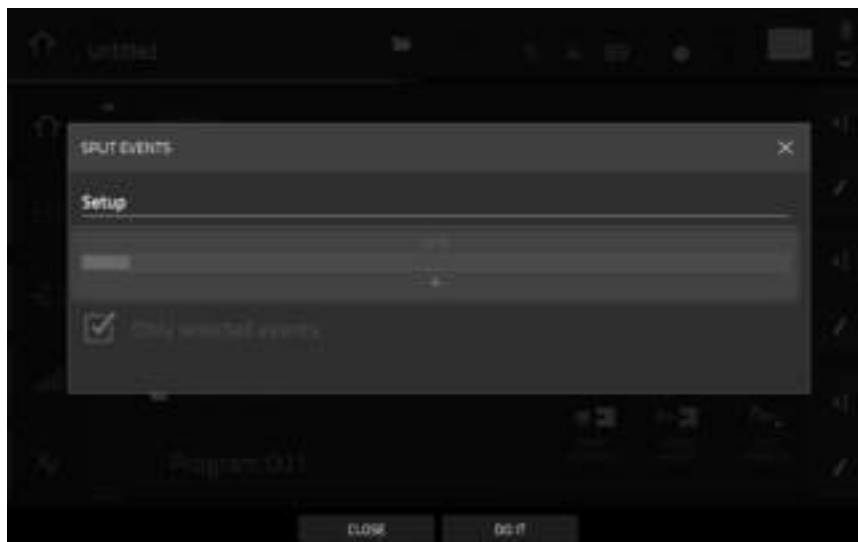 untitled
SPLIT EVENTS
Setup
Only selected events
Program 001
CLOSE
DO IT